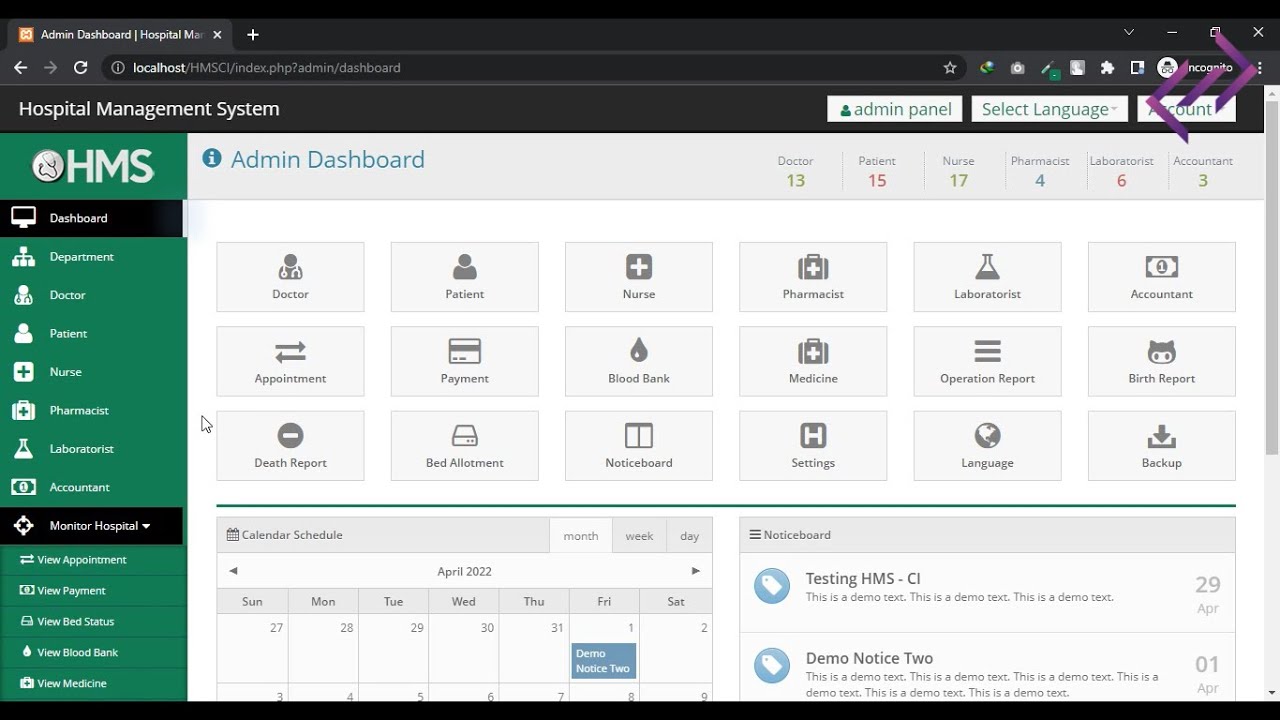 Admin Dashboard | Hospital Mar
localhost/HMSCI/index.php?admin/dashboard
Incognito
Hospital Management System
admin panel
Select Language
Account
HMS
Admin Dashboard
Doctor Patient Nurse Pharmacist Laboratorist Accountant
13 15 17 4 6 3
Dashboard
Department
Doctor
Patient
Nurse
Pharmacist
Laboratorist
Accountant
Monitor Hospital
View Appointment
View Payment
View Bed Status
View Blood Bank
View Medicine
Doctor Patient Nurse Pharmacist Laboratorist Accountant
Appointment Payment Blood Bank Medicine Operation Report Birth Report
Death Report Bed Allotment Noticeboard Settings Language Backup
Calendar Schedule month week day
April 2022
Sun Mon Tue Wed Thu Fri Sat
27 28 29 30 31 1 2
Demo
Notice Two
3 4 5 6 7 8 9
Noticeboard
Testing HMS - CI
This is a demo text. This is a demo text. This is a demo text.
29
Apr
Demo Notice Two
This is a demo text. This is a demo text. This is a demo text. This is a
demo text. This is a demo text. This is a demo text.
01
Apr